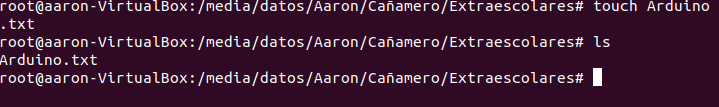 root@aaron-VirtualBox:/media/datos/Aaron/Cañamero/Extraescolares# touch Arduino
.txt
root@aaron-VirtualBox:/media/datos/Aaron/Cañamero/Extraescolares# ls
Arduino.txt
root@aaron-VirtualBox:/media/datos/Aaron/Cañamero/Extraescolares#